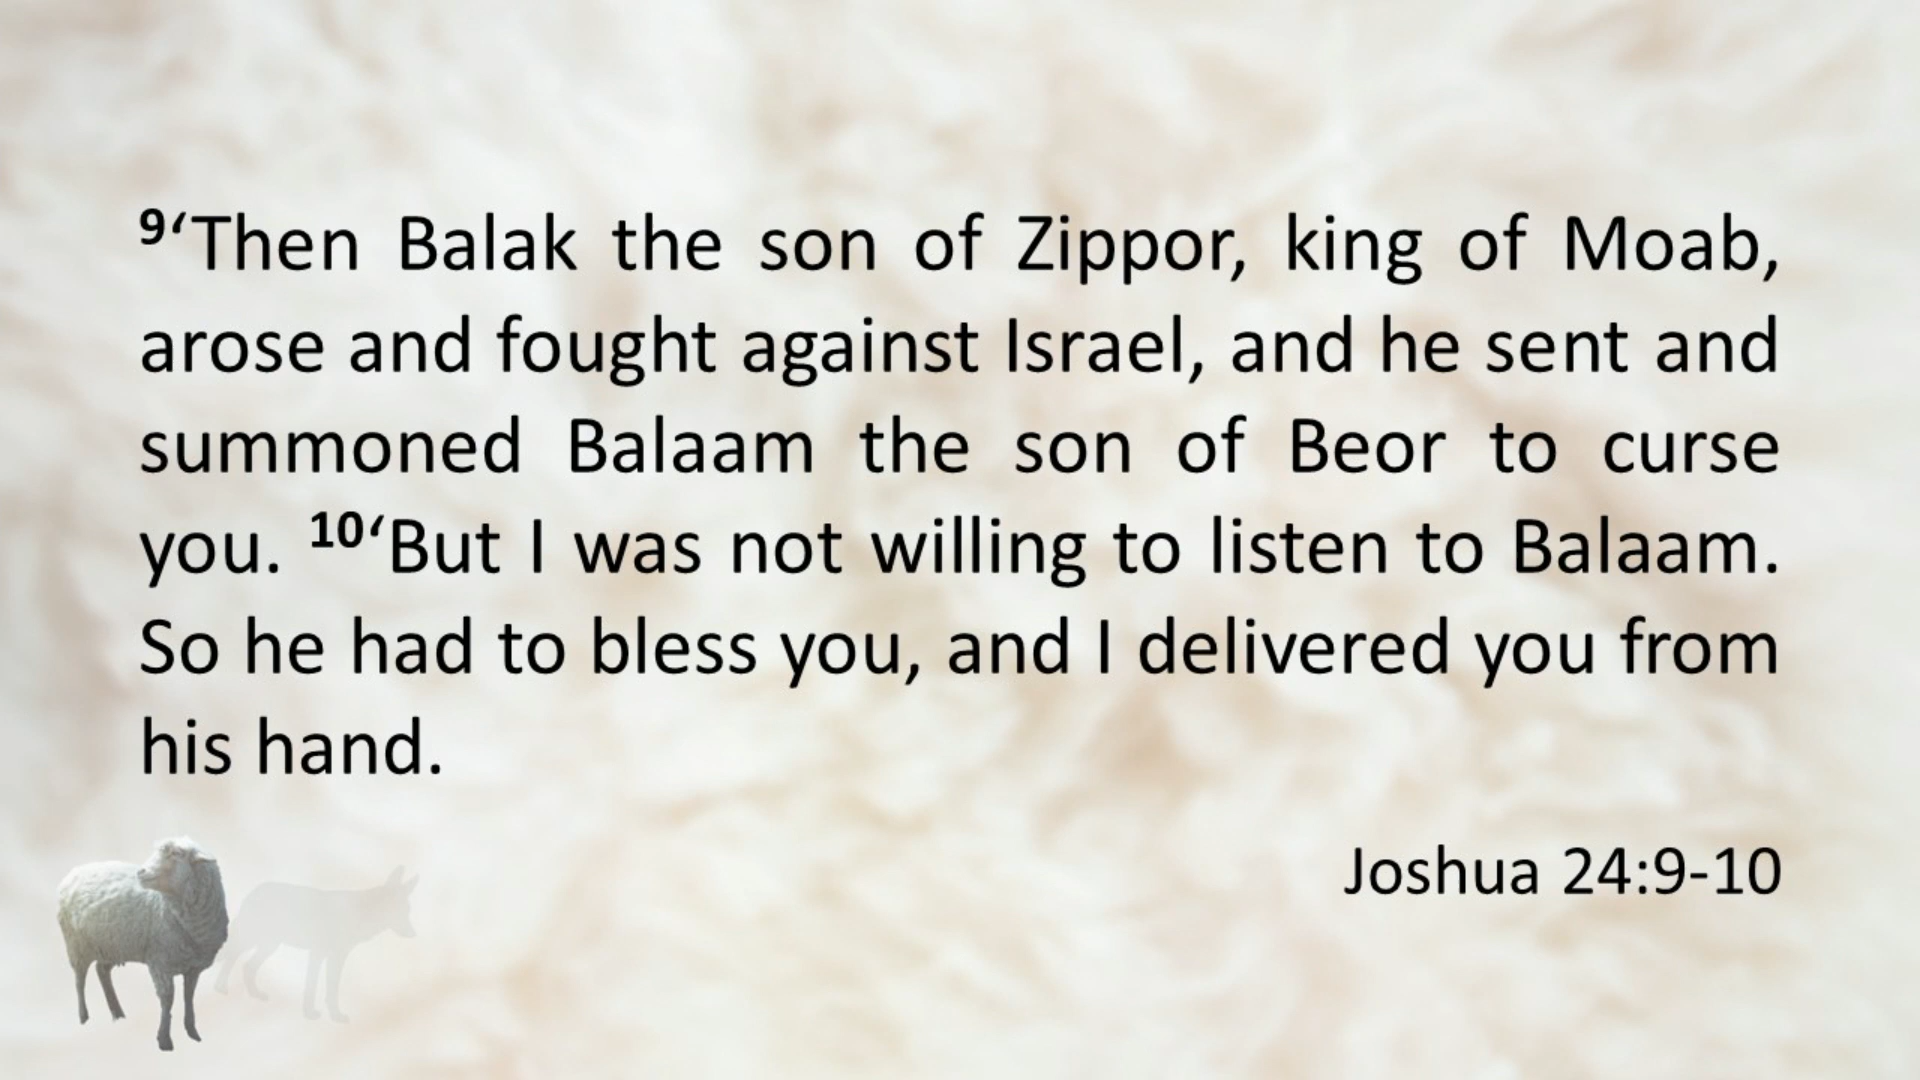 9‘Then Balak the son of Zippor, king of Moab,
arose and fought against Israel, and he sent and
summoned Balaam the son of Beor to curse
you. 10‘But I was not willing to listen to Balaam.
So he had to bless you, and I delivered you from
his hand.
Joshua 24:9-10